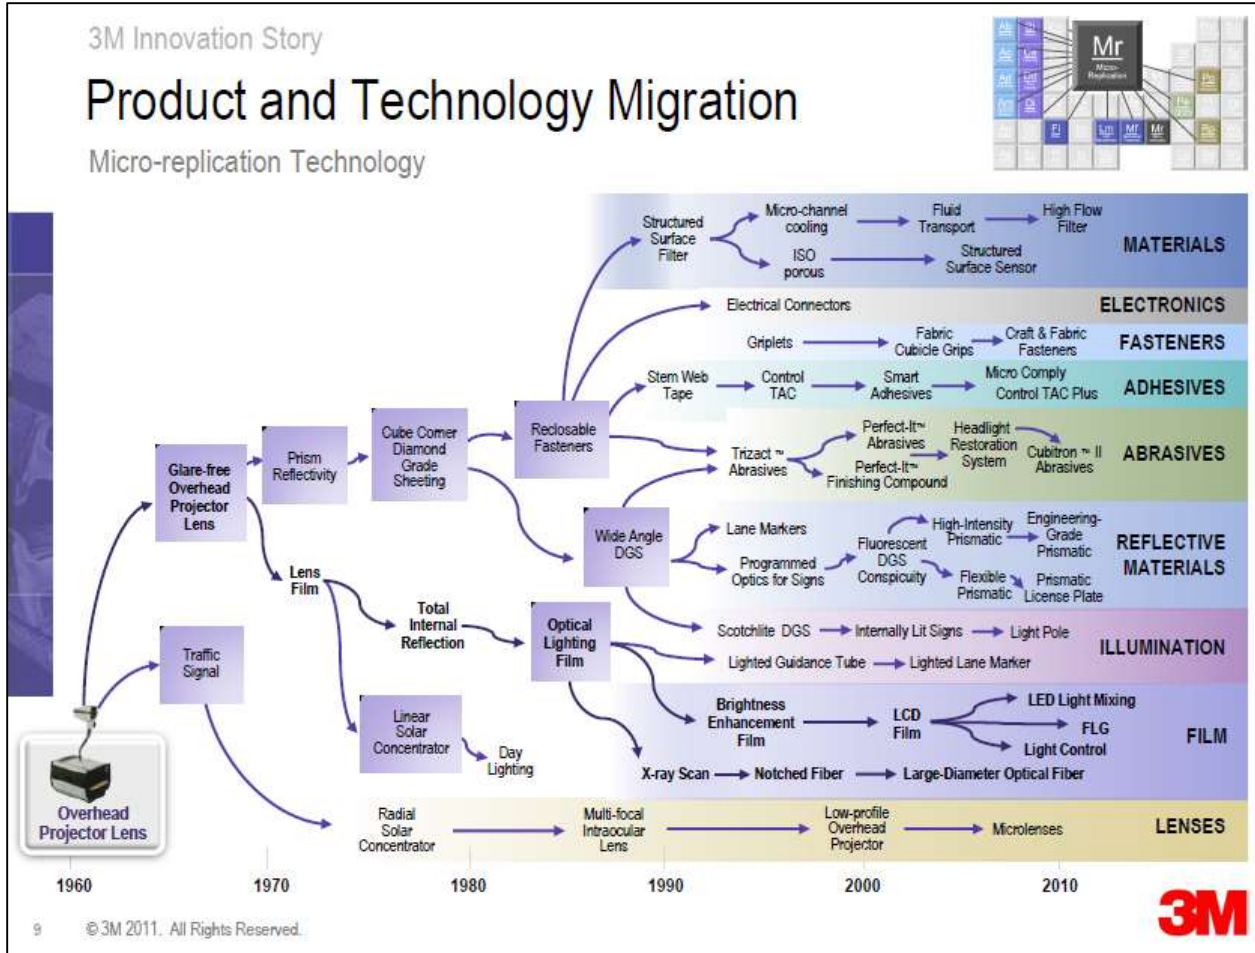 3M Innovation Story
Product and Technology Migration
Micro-replication Technology
Mr
Micro-
Replication
Structured
Surface
Filter
Micro-channel
cooling
Fluid
Transport
High Flow
Filter
ISO
porous
Structured
Surface Sensor
MATERIALS
Electrical Connectors
ELECTRONICS
Griplets
Fabric
Cubicle Grips
Craft & Fabric
Fasteners
FASTENERS
Stem Web
Tape
Control
TAC
Smart
Adhesives
Micro Comply
Control TAC Plus
ADHESIVES
Glare-free
Overhead
Projector
Lens
Prism
Reflectivity
Cube Corner
Diamond
Grade
Sheeting
Reclosable
Fasteners
Trizact ™
Abrasives
Perfect-It™
Abrasives
Perfect-It™
Finishing Compound
Headlight
Restoration
System
Cubitron ™ II
Abrasives
ABRASIVES
Wide Angle
DGS
Lane Markers
Programmed
Optics for Signs
Fluorescent
DGS
Conspicuity
High-Intensity
Prismatic
Engineering-
Grade
Prismatic
Flexible
Prismatic
Prismatic
License Plate
REFLECTIVE
MATERIALS
Lens
Film
Total
Internal
Reflection
Optical
Lighting
Film
Scotchlite DGS
Internally Lit Signs
Light Pole
Lighted Guidance Tube
Lighted Lane Marker
ILLUMINATION
Traffic
Signal
Linear
Solar
Concentrator
Day
Lighting
Brightness
Enhancement
Film
LCD
Film
LED Light Mixing
FLG
Light Control
X-ray Scan
Notched Fiber
Large-Diameter Optical Fiber
FILM
Overhead
Projector Lens
Radial
Solar
Concentrator
Multi-focal
Intraocular
Lens
Low-profile
Overhead
Projector
Microlenses
LENSES
1960 1970 1980 1990 2000 2010
9 © 3M 2011. All Rights Reserved.
3M